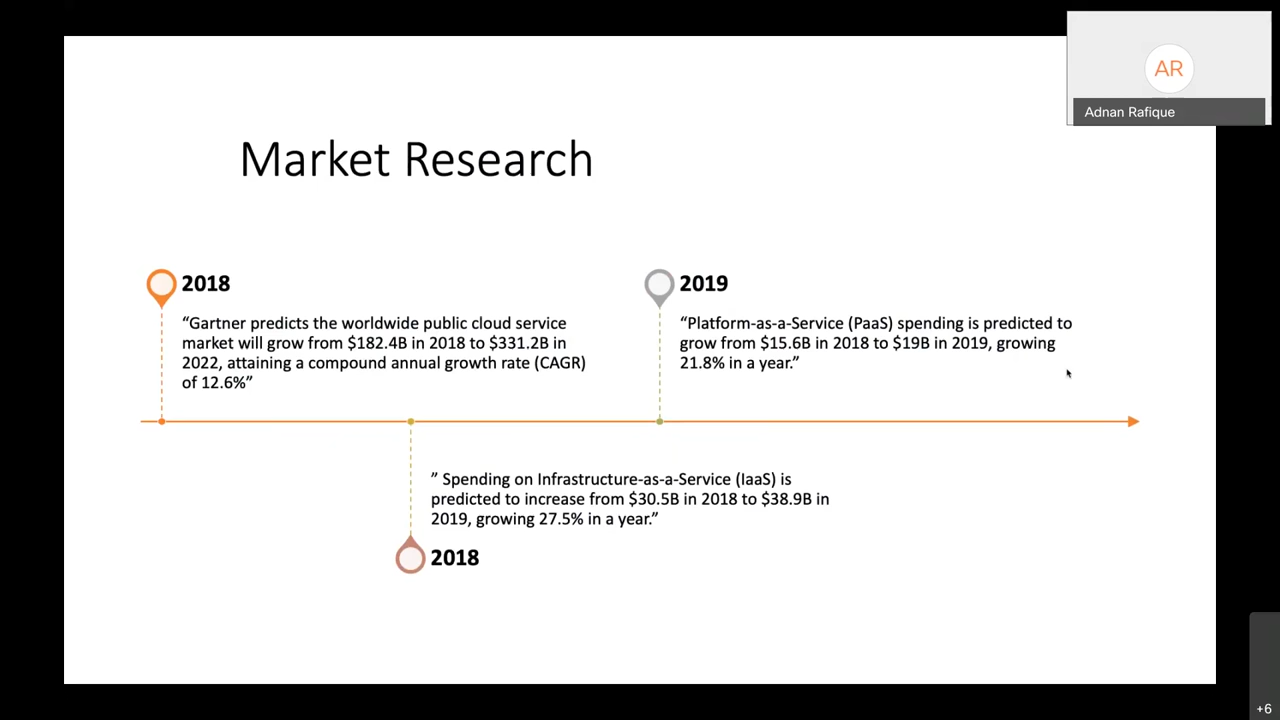 AR
Adnan Rafique
Market Research
2018
“Gartner predicts the worldwide public cloud service
market will grow from $182.4B in 2018 to $331.2B in
2022, attaining a compound annual growth rate (CAGR)
of 12.6%”
2019
“Platform-as-a-Service (PaaS) spending is predicted to
grow from $15.6B in 2018 to $19B in 2019, growing
21.8% in a year.”
” Spending on Infrastructure-as-a-Service (IaaS) is
predicted to increase from $30.5B in 2018 to $38.9B in
2019, growing 27.5% in a year.”
2018
+6